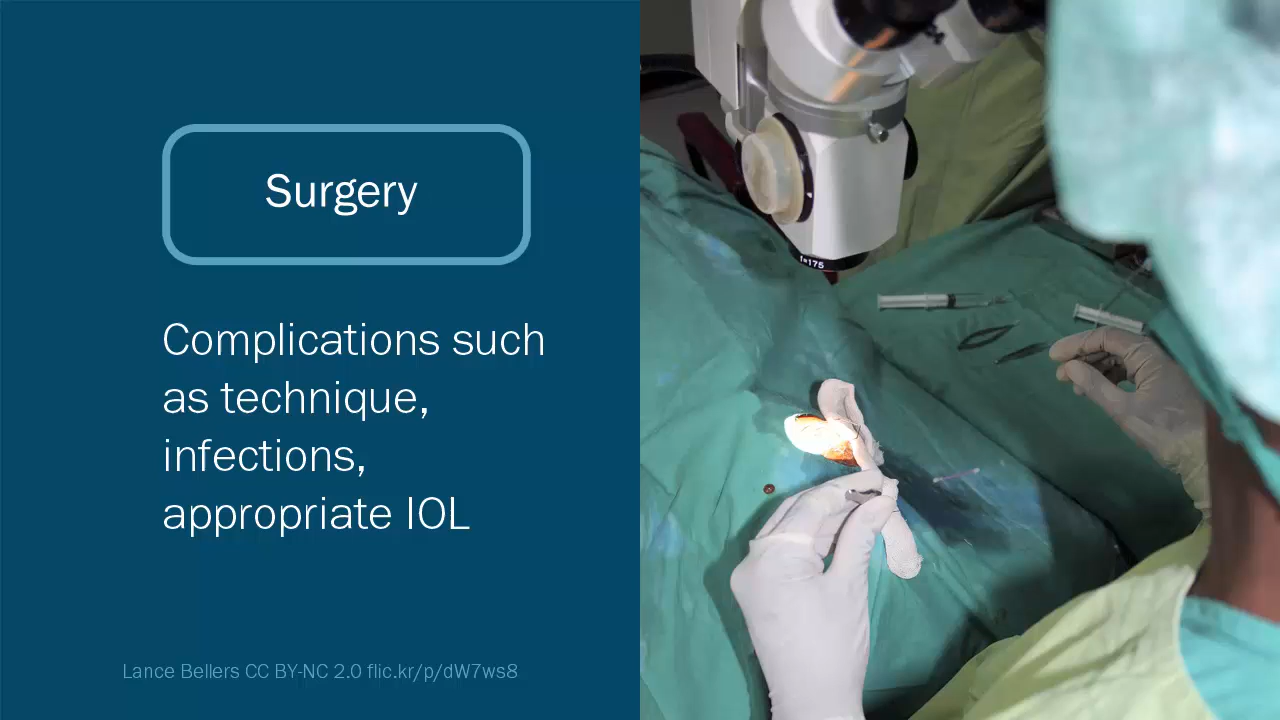 Surgery
Complications such
as technique,
infections,
appropriate IOL
Lance Bellers CC BY-NC 2.0 flic.kr/p/dW7ws8
f=175